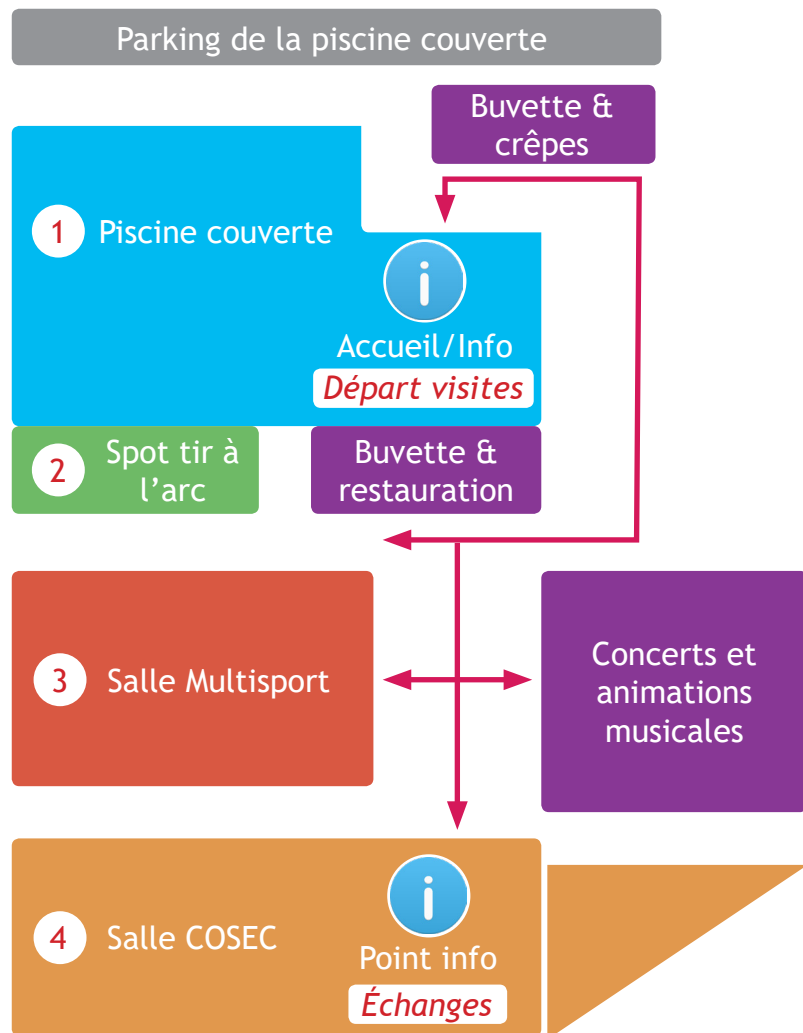 Parking de la piscine couverte
Buvette &
crêpes
1 Piscine couverte
i
Accueil/Info
Départ visites
2 Spot tir à
l’arc
Buvette &
restauration
3 Salle Multisport
Concerts et
animations
musicales
4 Salle COSEC
i
Point info
Échanges